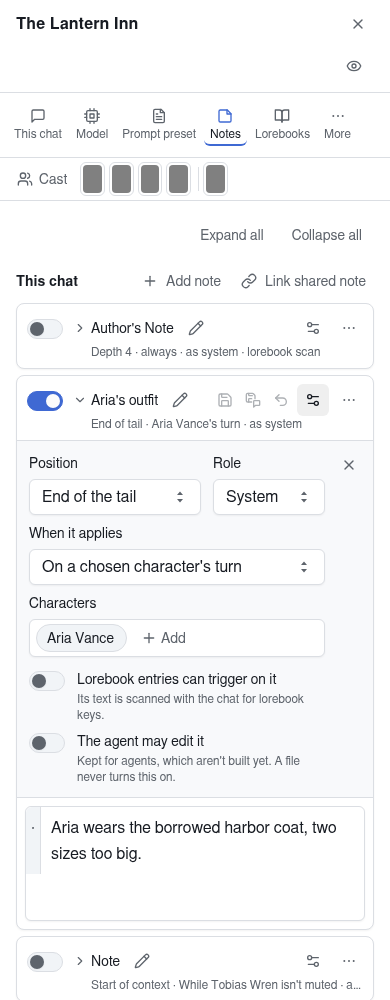 The Lantern Inn
This chat
Model
Prompt preset
Notes
Lorebooks
More
Cast
Expand all
Collapse all
This chat
Add note
Link shared note
Author's Note
Depth 4 · always · as system · lorebook scan
Aria's outfit
End of tail · Aria Vance's turn · as system
Position
Role
End of the tail
System
When it applies
On a chosen character's turn
Characters
Aria Vance
Add
Lorebook entries can trigger on it
Its text is scanned with the chat for lorebook
keys.
The agent may edit it
Kept for agents, which aren't built yet. A file
never turns this on.
Aria wears the borrowed harbor coat, two
sizes too big.
Note
Start of context · While Tobias Wren isn't muted · a…